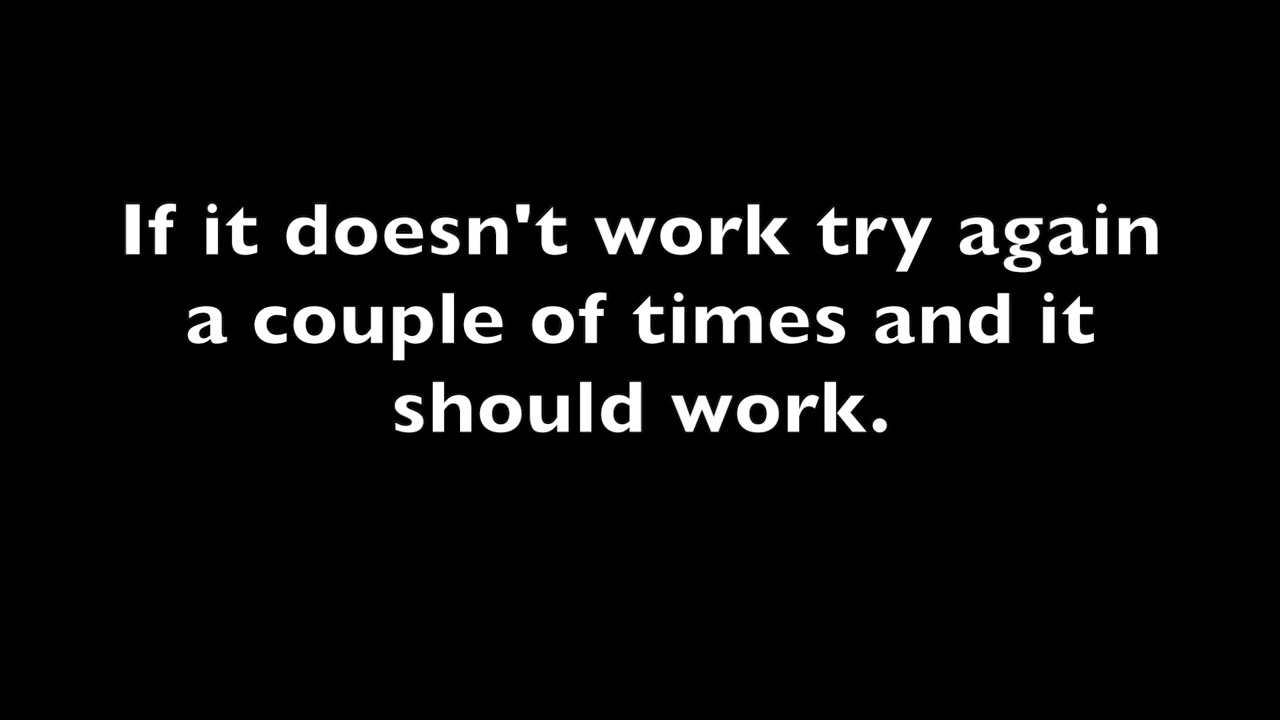 If it doesn't work try again
a couple of times and it
should work.